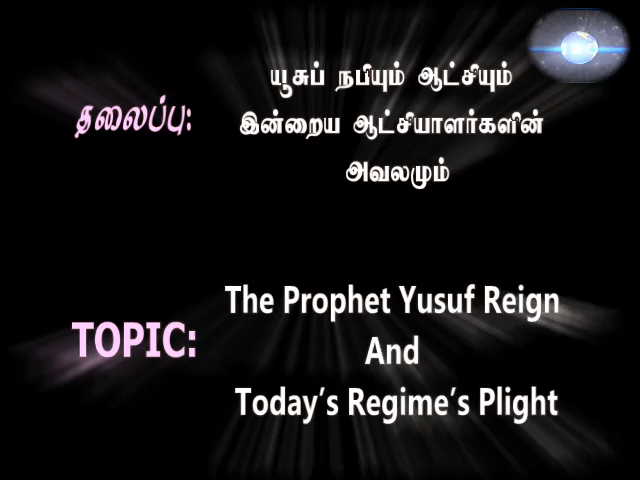 தலைப்பு:
யூசுப் நபியும் ஆட்சியும்
இன்றைய ஆட்சியாளர்களின்
அவலமும்
TOPIC:
The Prophet Yusuf Reign
And
Today's Regime's Plight